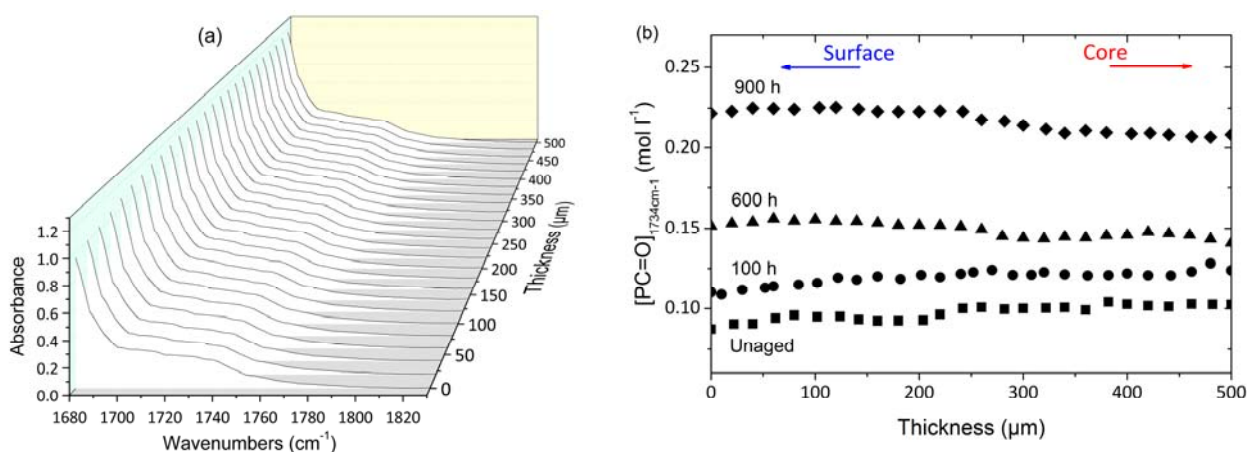 (a)
Absorbance
1.2
1.0
0.8
0.6
0.4
0.2
0.0
1680 1700 1720 1740 1760 1780 1800 1820
Wavenumbers (cm⁻¹)
500
450
400
350
300
250
200
150
100
50
0
Thickness (µm)
(b)
[PC=O]1734cm-1 (mol l⁻¹)
0.25
0.20
0.15
0.10
Surface
Core
900 h
600 h
100 h
Unaged
0 100 200 300 400 500
Thickness (µm)